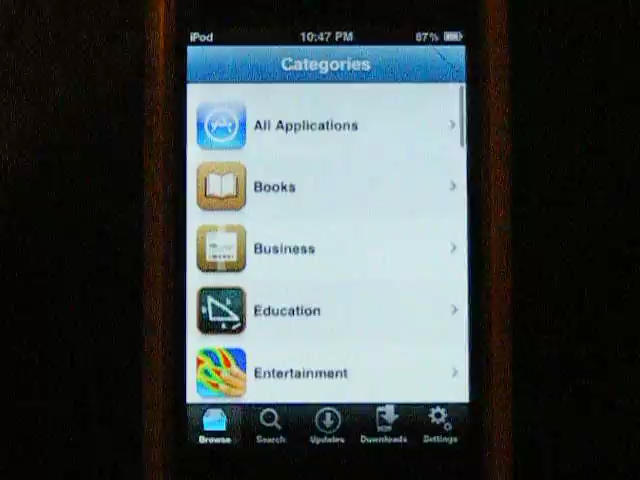 iPod 10:47 PM 87%
Categories
All Applications
Books
Business
Education
Entertainment
Browse Search Updates Downloads Settings